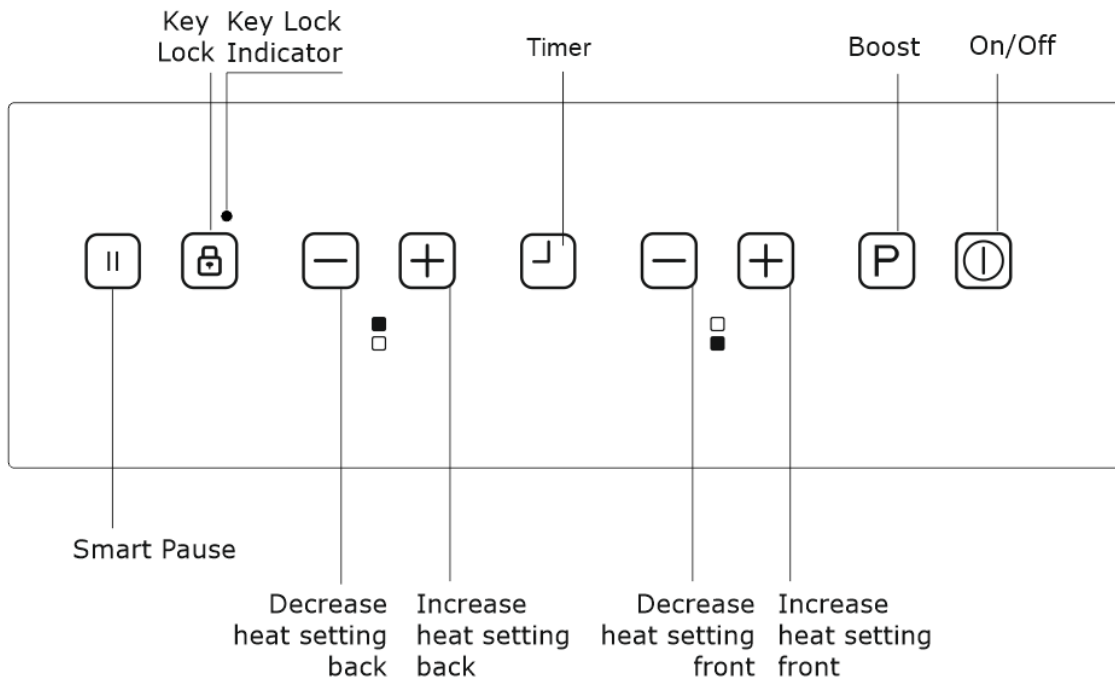 Key Lock
Key Lock Indicator
Timer
Boost
On/Off
P
Smart Pause
Decrease
heat setting
back
Increase
heat setting
back
Decrease
heat setting
front
Increase
heat setting
front